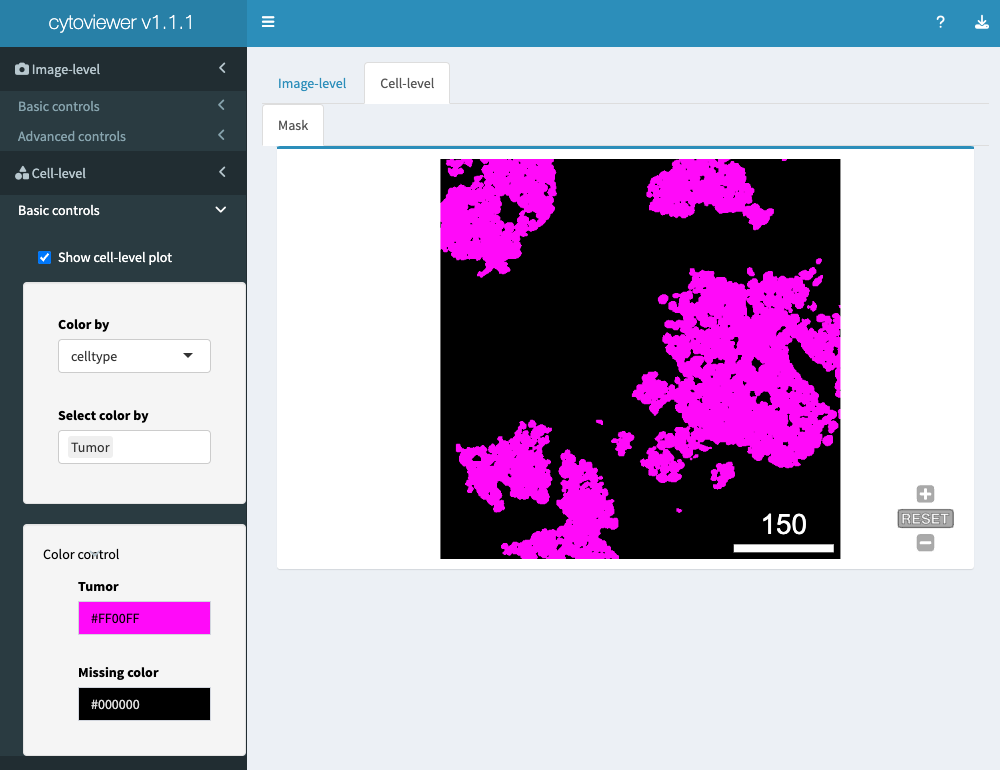 cytoviewer v1.1.1
?
Image-level
Basic controls
Advanced controls
Cell-level
Basic controls
Show cell-level plot
Color by
celltype
Select color by
Tumor
Color control
Tumor
#FF00FF
Missing color
#000000
Image-level
Cell-level
Mask
150
RESET